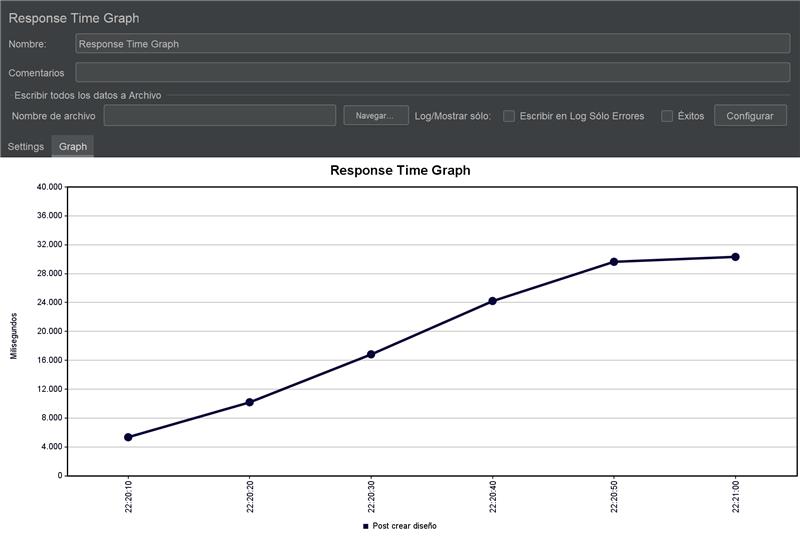 Response Time Graph
Nombre: Response Time Graph
Comentarios
Escribir todos los datos a Archivo
Nombre de archivo Navegar... Log/Mostrar sólo: Escribir en Log Sólo Errores Éxitos Configurar
Settings Graph
Response Time Graph
40.000
36.000
32.000
28.000
24.000
20.000
16.000
12.000
8.000
4.000
0
Milisegundos
22:20:10 22:20:20 22:20:30 22:20:40 22:20:50 22:21:00
Post crear diseño